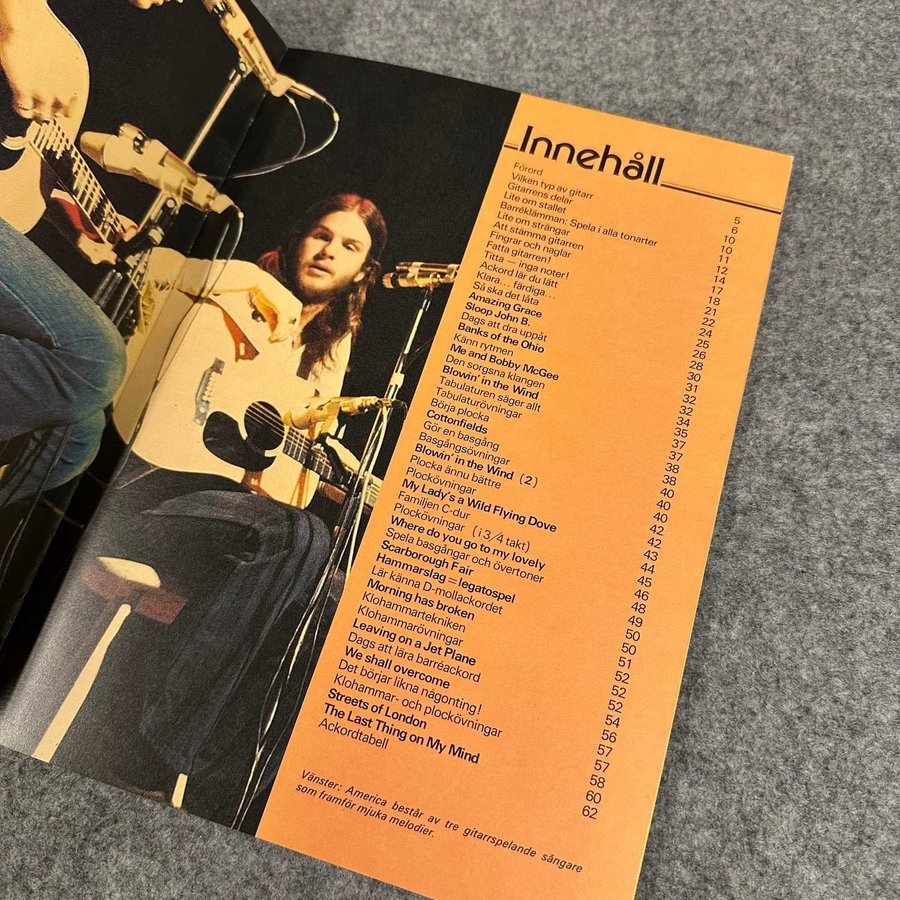 Innehåll
Förord 5
Vilken typ av gitarr 6
Gitarrens delar 10
Lite om stallet 10
Barréklämman: Spela i alla tonarter 11
Lite om strängar 12
Att stämma gitarren 14
Fingrar och naglar 17
Fatta gitarren! 18
Titta — inga noter! 21
Ackord lär du lätt 22
Klara... färdiga... 24
Så ska det låta 25
Amazing Grace 26
Sloop John B. 28
Dags att dra uppåt 30
Banks of the Ohio 31
Känn rytmen 32
Me and Bobby McGee 32
Den sorgsna klangen 34
Blowin' in the Wind 35
Tabulaturen säger allt 37
Tabulaturövningar 37
Börja plocka 38
Cottonfields 38
Gör en basgång 40
Basgångsövningar 40
Blowin' in the Wind (2) 40
Plocka ännu bättre 42
Plockövningar 42
My Lady's a Wild Flying Dove 43
Familjen C-dur 44
Plockövningar (i 3/4 takt) 45
Where do you go to my lovely 46
Spela basgångar och övertoner 48
Scarborough Fair 49
Hammarslag = legatospel 50
Lär känna D-mollackordet 50
Morning has broken 51
Klohammartekniken 52
Klohammarövningar 52
Leaving on a Jet Plane 52
Dags att lära barréackord 54
We shall overcome 56
Det börjar likna någonting! 57
Klohammar- och plockövningar 57
Streets of London 58
The Last Thing on My Mind 60
Ackordtabell 62
Vänster: America består av tre gitarrspelande sångare
som framför mjuka melodier.